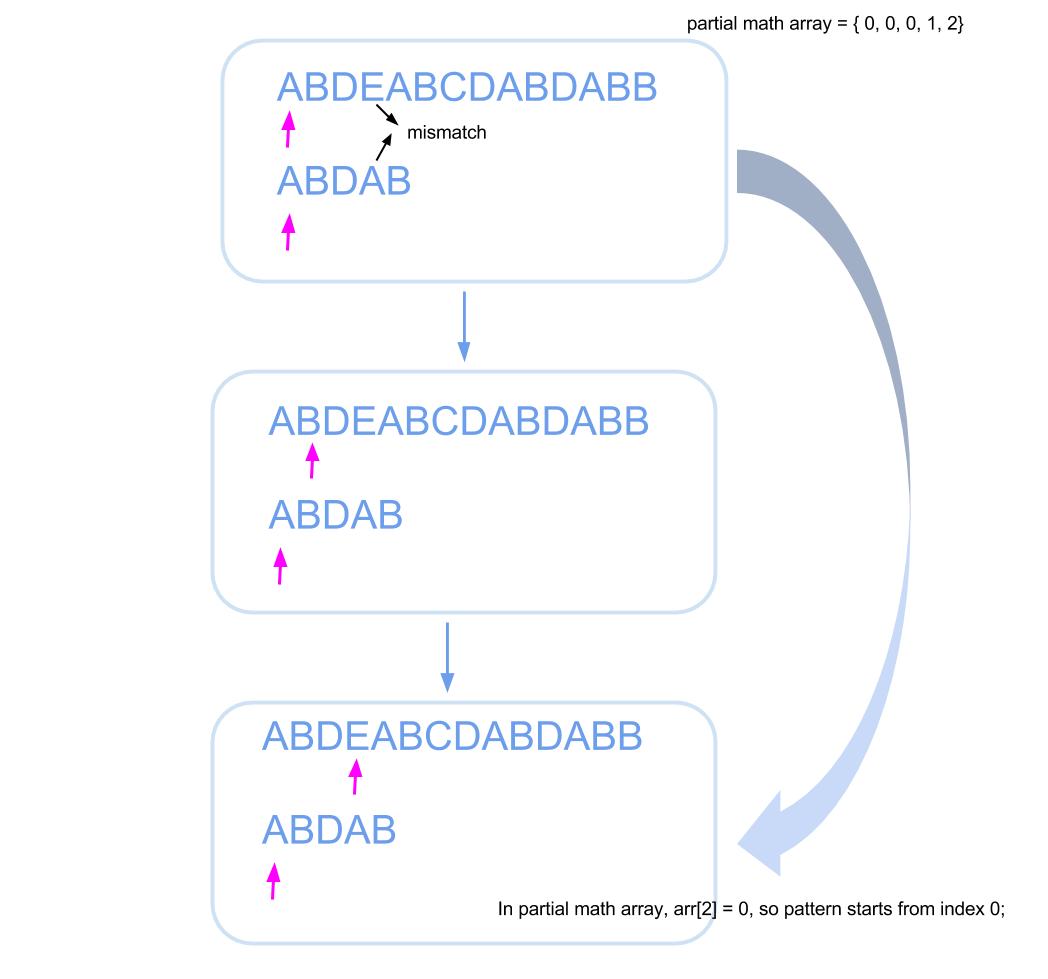 partial math array = { 0, 0, 0, 1, 2}
ABDEABCDABDABB
mismatch
ABDAB
ABDEABCDABDABB
ABDAB
ABDEABCDABDABB
ABDAB
In partial math array, arr[2] = 0, so pattern starts from index 0;